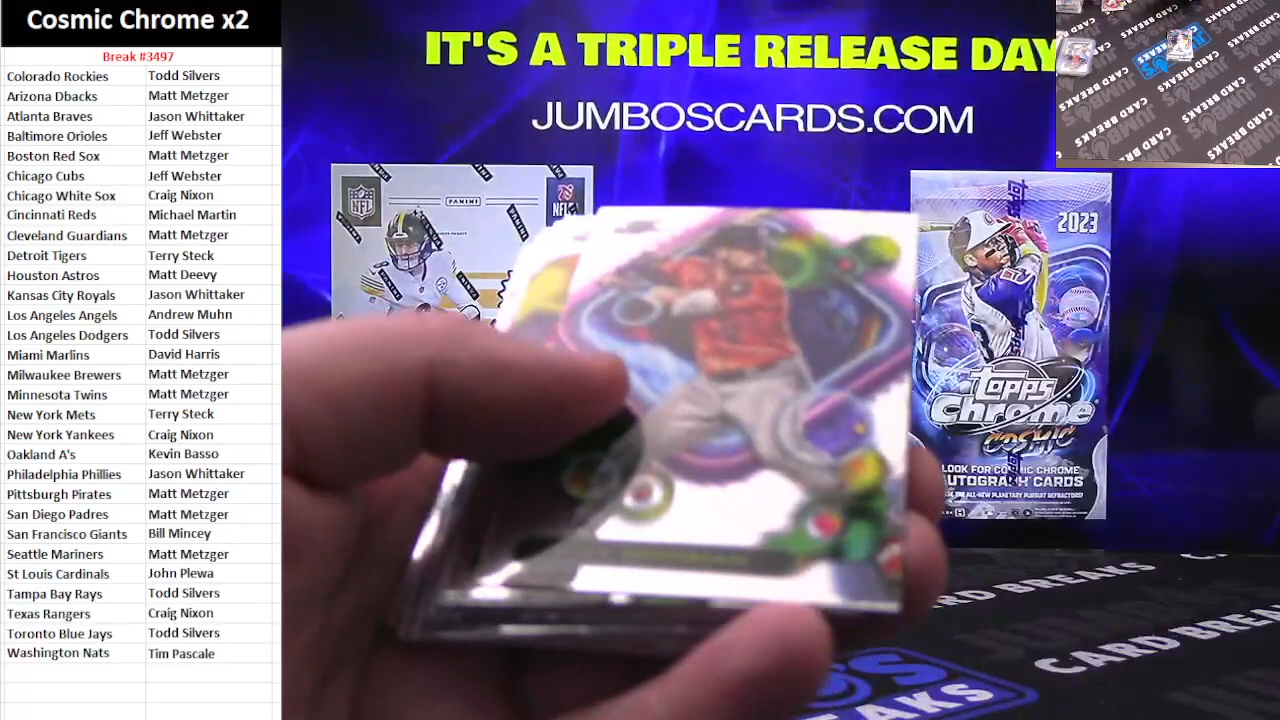 Cosmic Chrome x2
Break #3497
Colorado Rockies Todd Silvers
Arizona Dbacks Matt Metzger
Atlanta Braves Jason Whittaker
Baltimore Orioles Jeff Webster
Boston Red Sox Matt Metzger
Chicago Cubs Jeff Webster
Chicago White Sox Craig Nixon
Cincinnati Reds Michael Martin
Cleveland Guardians Matt Metzger
Detroit Tigers Terry Steck
Houston Astros Matt Deevy
Kansas City Royals Jason Whittaker
Los Angeles Angels Andrew Muhn
Los Angeles Dodgers Todd Silvers
Miami Marlins David Harris
Milwaukee Brewers Matt Metzger
Minnesota Twins Matt Metzger
New York Mets Terry Steck
New York Yankees Craig Nixon
Oakland A's Kevin Basso
Philadelphia Phillies Jason Whittaker
Pittsburgh Pirates Matt Metzger
San Diego Padres Matt Metzger
San Francisco Giants Bill Mincey
Seattle Mariners Matt Metzger
St Louis Cardinals John Plewa
Tampa Bay Rays Todd Silvers
Texas Rangers Craig Nixon
Toronto Blue Jays Todd Silvers
Washington Nats Tim Pascale
IT'S A TRIPLE RELEASE DAY
JUMBOSCARDS.COM
NFL
PANINI
NFL
2023
topps
Chrome
COSMIC
LOOK FOR COSMIC CHROME
AUTOGRAPH CARDS
CARD BREAKS
CARD BREAKS
BREAKS